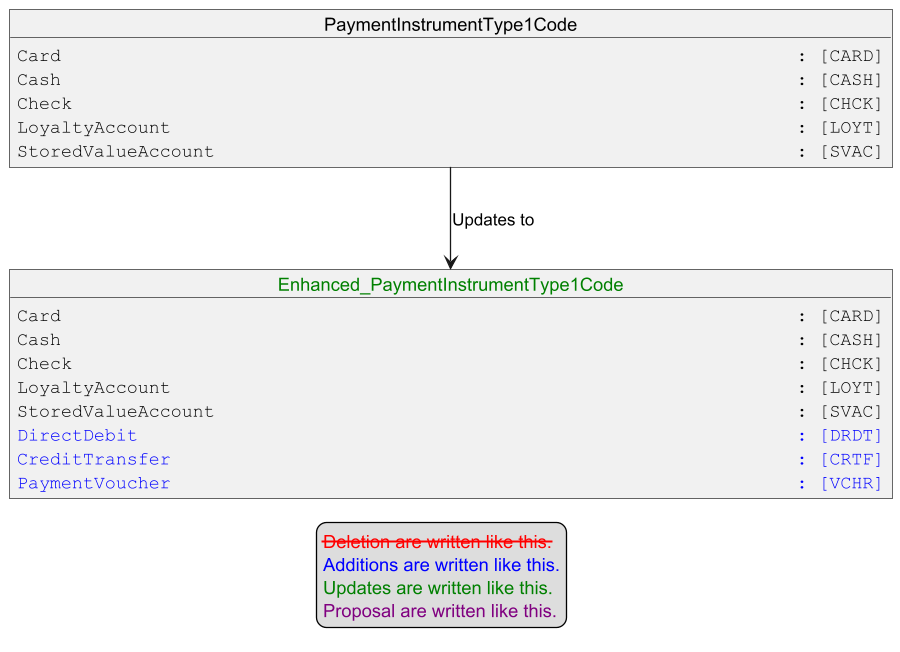 PaymentInstrumentType1Code
Card : [CARD]
Cash : [CASH]
Check : [CHCK]
LoyaltyAccount : [LOYT]
StoredValueAccount : [SVAC]
Updates to
Enhanced_PaymentInstrumentType1Code
Card : [CARD]
Cash : [CASH]
Check : [CHCK]
LoyaltyAccount : [LOYT]
StoredValueAccount : [SVAC]
DirectDebit : [DRDT]
CreditTransfer : [CRTF]
PaymentVoucher : [VCHR]
Deletion are written like this.
Additions are written like this.
Updates are written like this.
Proposal are written like this.